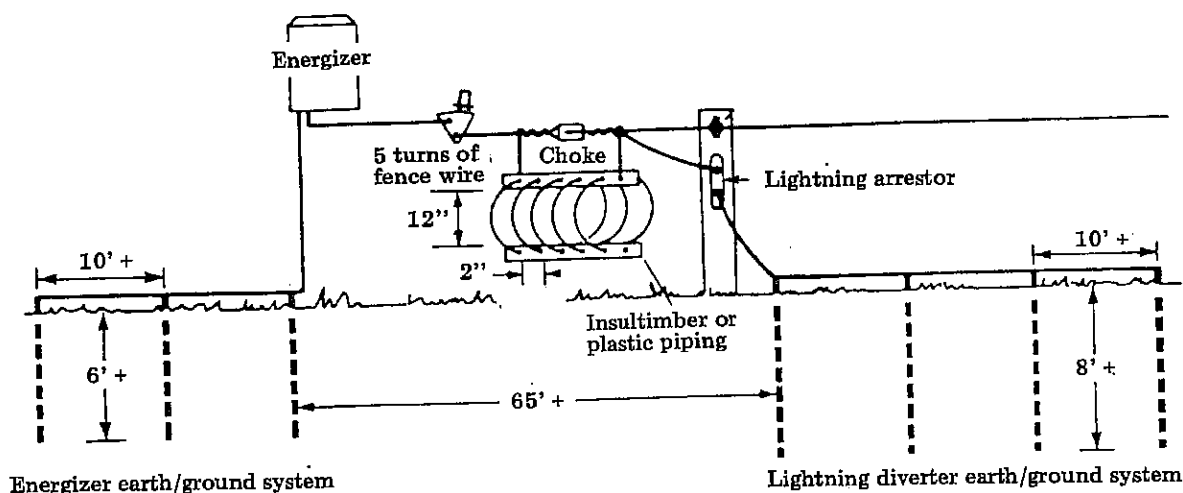 Energizer
5 turns of
fence wire
Choke
Lightning arrestor
12”
10' +
10' +
2”
Insultimber or
plastic piping
6' +
65' +
8' +
Energizer earth/ground system
Lightning diverter earth/ground system